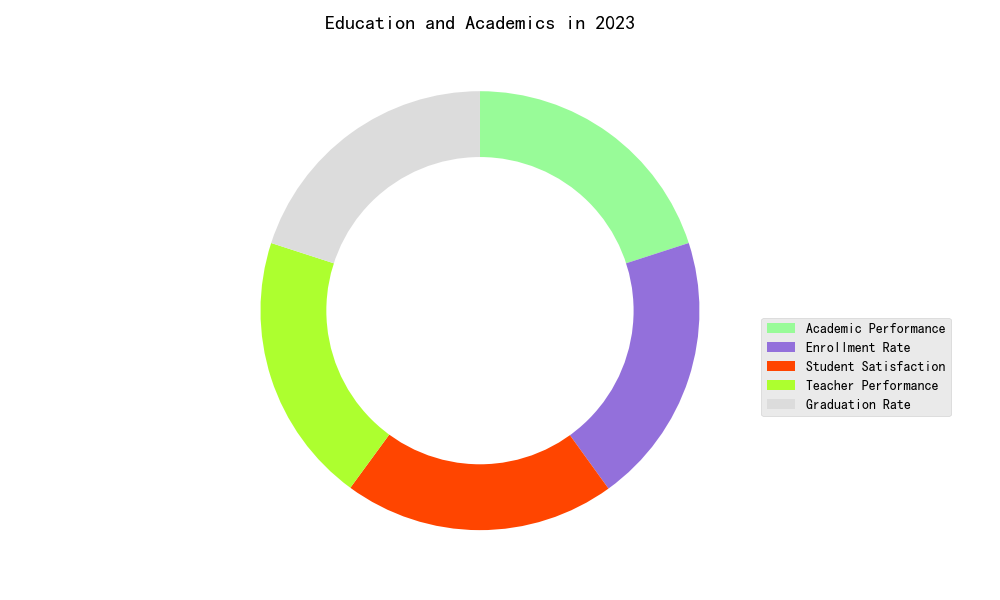 Education and Academics in 2023
Academic Performance
Enrollment Rate
Student Satisfaction
Teacher Performance
Graduation Rate